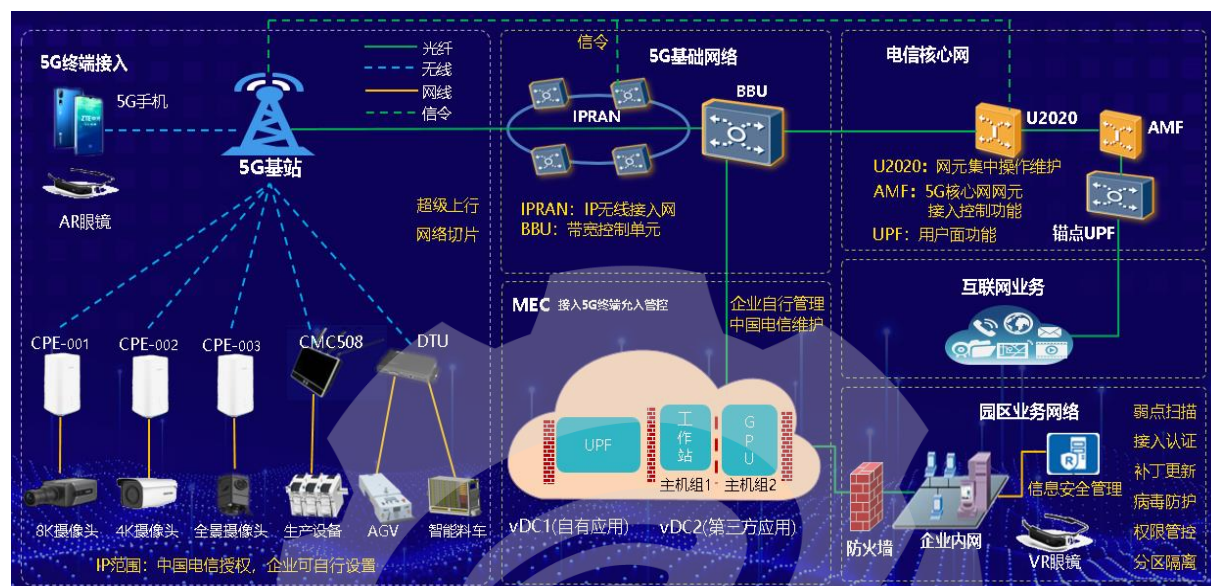 5G终端接入
5G手机
AR眼镜
5G基站
光纤
无线
网线
信令
超级上行
网络切片
CPE-001
CPE-002
CPE-003
CMC508
DTU
8K摄像头
4K摄像头
全景摄像头
生产设备
AGV
智能料车
IP范围：中国电信授权，企业可自行设置
信令
5G基础网络
IPRAN
BBU
IPRAN：IP无线接入网
BBU：带宽控制单元
电信核心网
U2020
AMF
U2020：网元集中操作维护
AMF：5G核心网网元
接入控制功能
UPF：用户面功能
锚点UPF
互联网业务
MEC 接入5G终端允入管控
企业自行管理
中国电信维护
UPF
工作站
GPU
主机组1
主机组2
vDC1(自有应用)
vDC2(第三方应用)
园区业务网络
防火墙
企业内网
R
信息安全管理
VR眼镜
弱点扫描
接入认证
补丁更新
病毒防护
权限管控
分区隔离